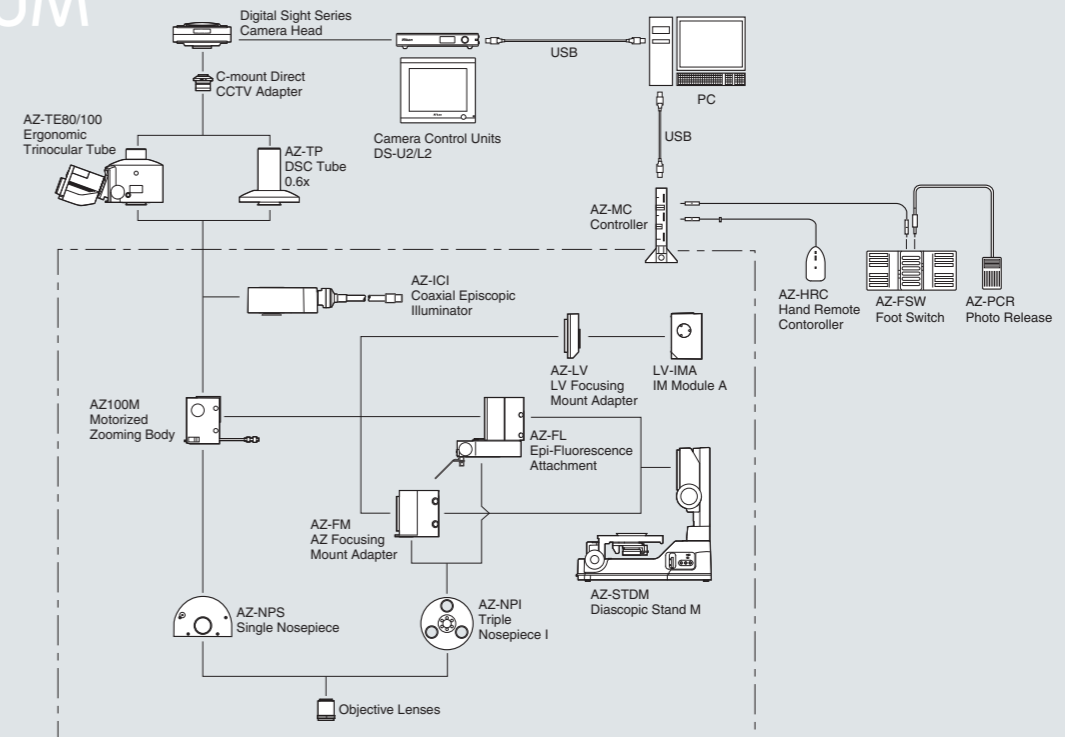 Digital Sight Series
Camera Head
USB
PC
C-mount Direct
CCTV Adapter
AZ-TE80/100
Ergonomic
Trinocular Tube
AZ-TP
DSC Tube
0.6x
Camera Control Units
DS-U2/L2
USB
AZ-MC
Controller
AZ-HRC
Hand Remote
Contoroller
AZ-FSW
Foot Switch
AZ-PCR
Photo Release
AZ-ICI
Coaxial Episcopic
Illuminator
AZ-LV
LV Focusing
Mount Adapter
LV-IMA
IM Module A
AZ100M
Motorized
Zooming Body
AZ-FL
Epi-Fluorescence
Attachment
AZ-FM
AZ Focusing
Mount Adapter
AZ-STDM
Diascopic Stand M
AZ-NPS
Single Nosepiece
AZ-NPI
Triple
Nosepiece I
Objective Lenses